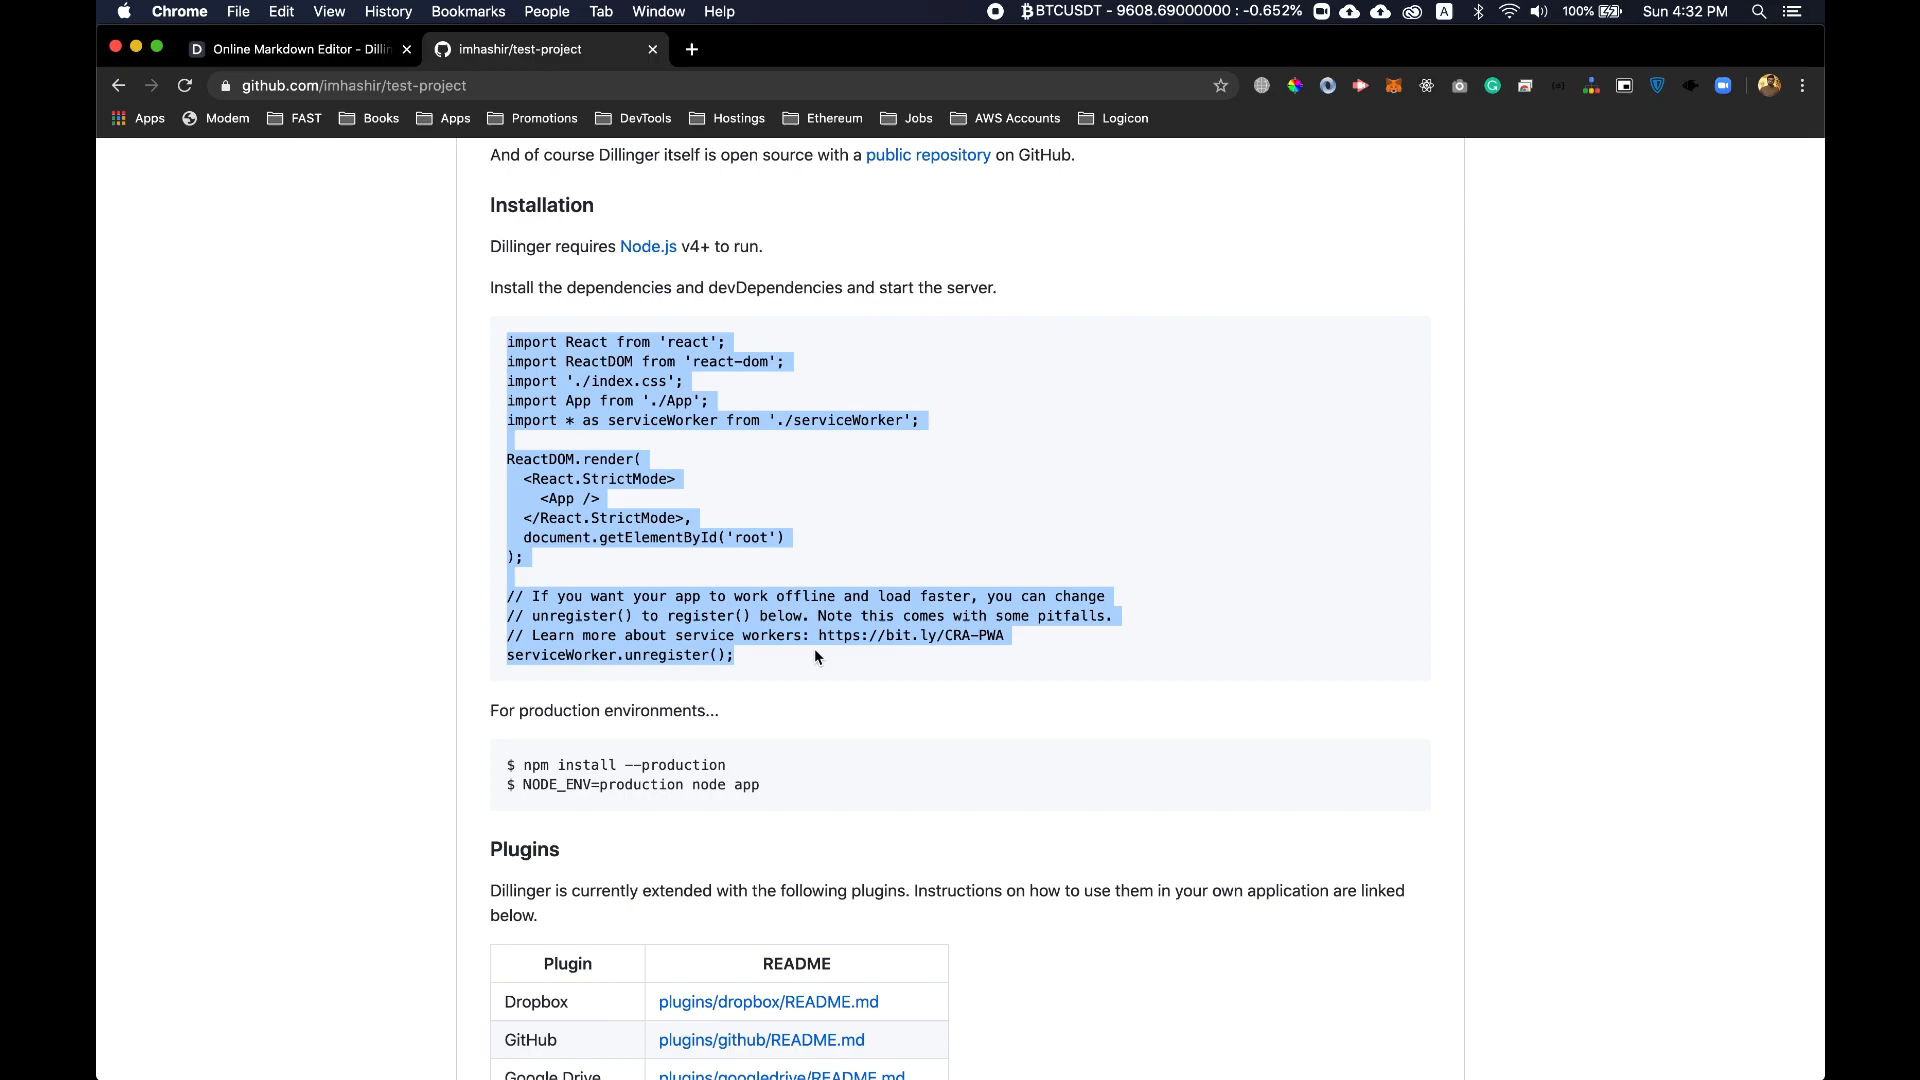 Chrome File Edit View History Bookmarks People Tab Window Help
BTCUSDT - 9608.69000000 : -0.652% A 100% Sun 4:32 PM
D Online Markdown Editor - Dillin imhashir/test-project
github.com/imhashir/test-project
Apps Modem FAST Books Apps Promotions DevTools Hostings Ethereum Jobs AWS Accounts Logicon
And of course Dillinger itself is open source with a public repository on GitHub.
Installation
Dillinger requires Node.js v4+ to run.
Install the dependencies and devDependencies and start the server.
import React from 'react';
import ReactDOM from 'react-dom';
import './index.css';
import App from './App';
import * as serviceWorker from './serviceWorker';
ReactDOM.render(
<React.StrictMode>
<App />
</React.StrictMode>,
document.getElementById('root')
);
// If you want your app to work offline and load faster, you can change
// unregister() to register() below. Note this comes with some pitfalls.
// Learn more about service workers: https://bit.ly/CRA-PWA
serviceWorker.unregister();
For production environments...
$ npm install --production
$ NODE_ENV=production node app
Plugins
Dillinger is currently extended with the following plugins. Instructions on how to use them in your own application are linked
below.
Plugin README
Dropbox plugins/dropbox/README.md
GitHub plugins/github/README.md
Google Drive plugins/googledrive/README.md